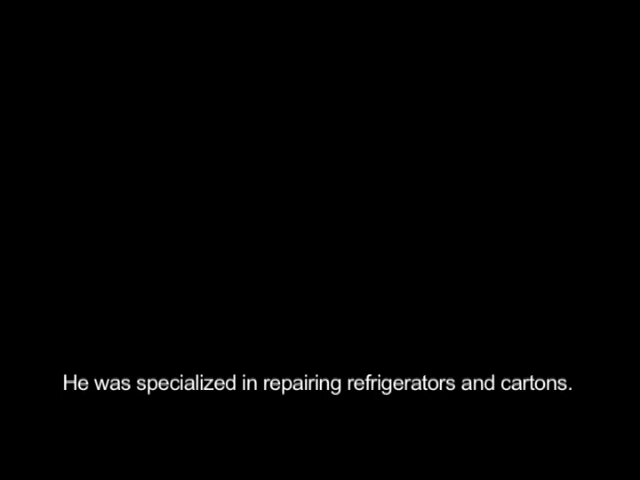 He was specialized in repairing refrigerators and cartons.